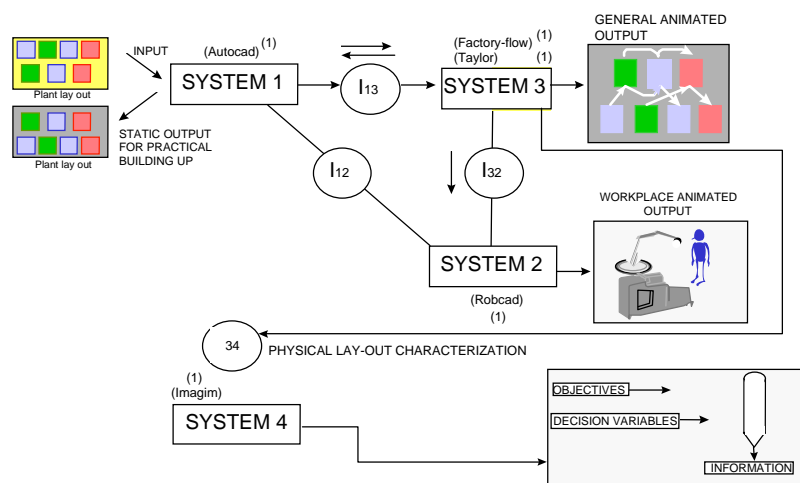 GENERAL ANIMATED
OUTPUT
INPUT
(Autocad) (1)
(Factory-flow) (1)
(Taylor) (1)
SYSTEM 1
I13
SYSTEM 3
Plant lay out
STATIC OUTPUT
FOR PRACTICAL
BUILDING UP
Plant lay out
I12
I32
WORKPLACE ANIMATED
OUTPUT
SYSTEM 2
(Robcad)
(1)
34
PHYSICAL LAY-OUT CHARACTERIZATION
(1)
(Imagim)
SYSTEM 4
OBJECTIVES
DECISION VARIABLES
INFORMATION